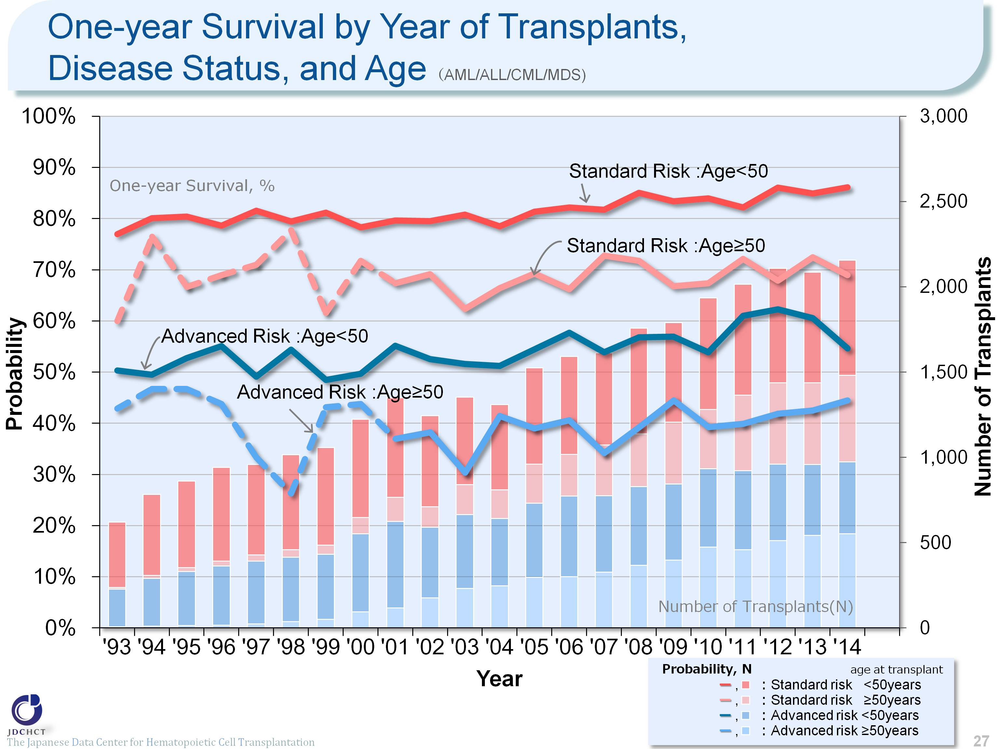 One-year Survival by Year of Transplants,
Disease Status, and Age (AML/ALL/CML/MDS)
100%
90%
80%
70%
60%
50%
40%
30%
20%
10%
0%
Probability
One-year Survival, %
Standard Risk :Age<50
Standard Risk :Age≥50
Advanced Risk :Age<50
Advanced Risk :Age≥50
Number of Transplants(N)
3,000
2,500
2,000
1,500
1,000
500
0
Number of Transplants
'93 '94 '95 '96 '97 '98 '99 '00 '01 '02 '03 '04 '05 '06 '07 '08 '09 '10 '11 '12 '13 '14
Year
Probability, N age at transplant
, : Standard risk <50years
, : Standard risk ≥50years
, : Advanced risk <50years
, : Advanced risk ≥50years
JDCHCT
The Japanese Data Center for Hematopoietic Cell Transplantation
27